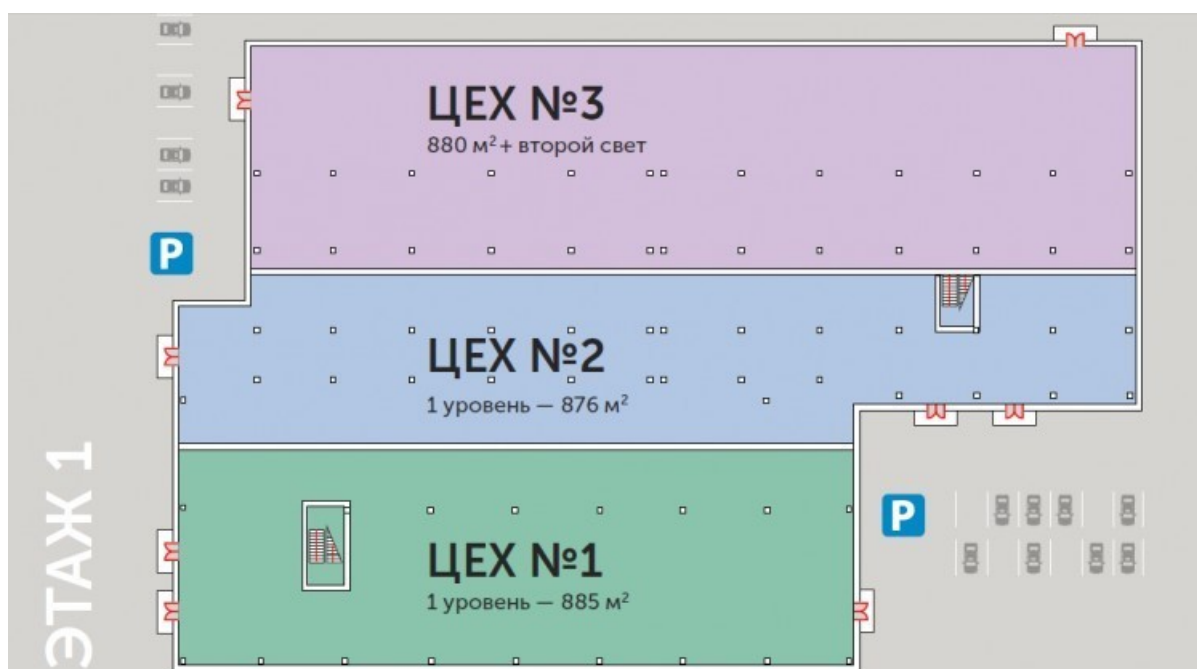 ЦЕХ №3
880 м² + второй свет
P
ЦЕХ №2
1 уровень — 876 м²
ЭТАЖ 1
P
ЦЕХ №1
1 уровень — 885 м²